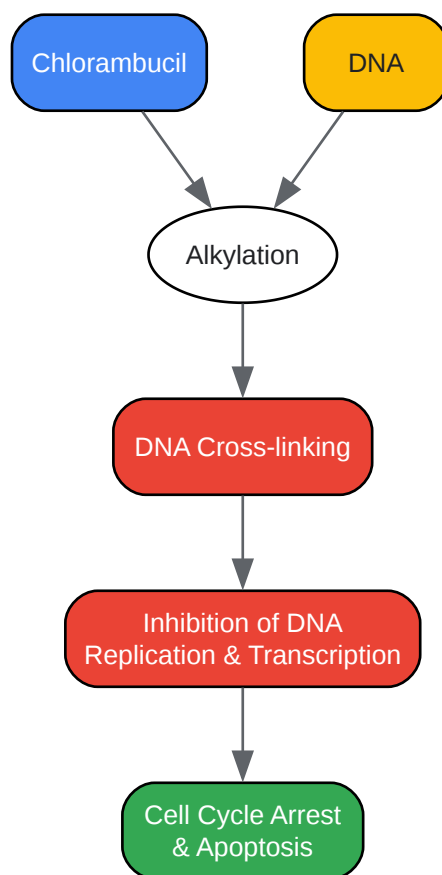 Chlorambucil
DNA
Alkylation
DNA Cross-linking
Inhibition of DNA
Replication & Transcription
Cell Cycle Arrest
& Apoptosis